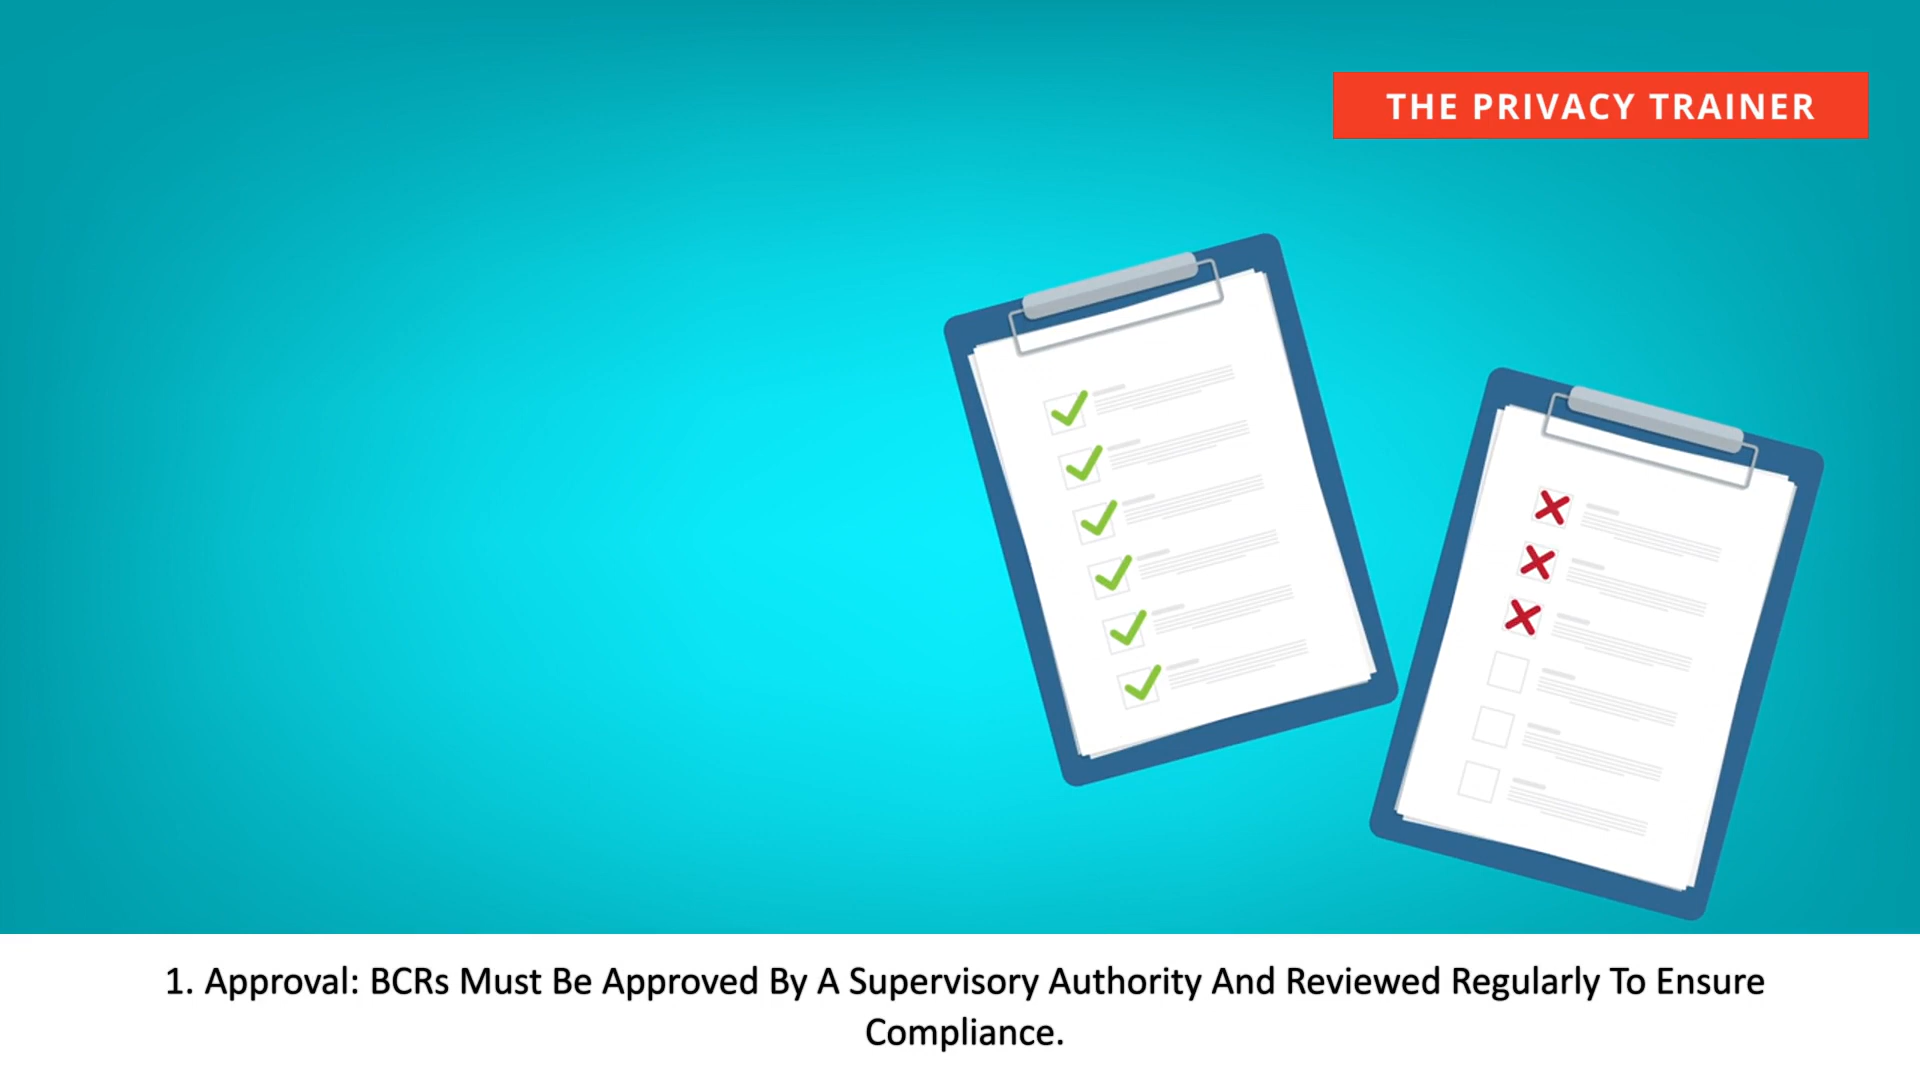 THE PRIVACY TRAINER
1. Approval: BCRs Must Be Approved By A Supervisory Authority And Reviewed Regularly To Ensure
Compliance.